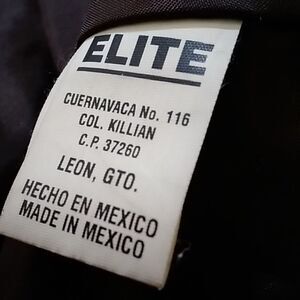 ELITE
CUERNAVACA No. 116
COL. KILLIAN
C.P. 37260
LEON, GTO.
HECHO EN MEXICO
MADE IN MEXICO